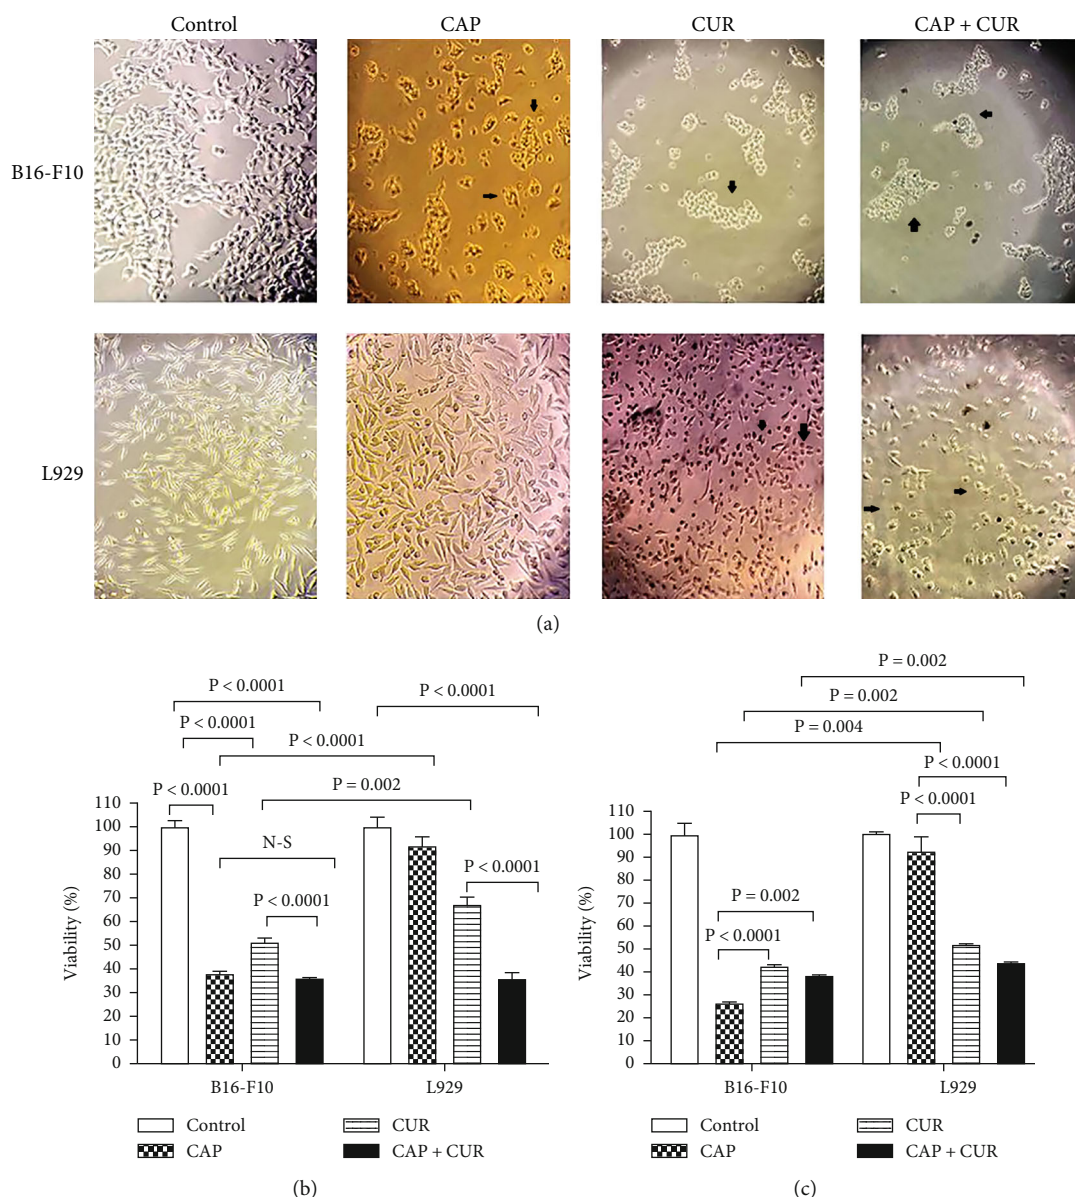 Control CAP CUR CAP + CUR
B16-F10
L929
(a)
P < 0.0001 P < 0.0001
P < 0.0001
P < 0.0001
P < 0.0001
P = 0.002
N-S
P < 0.0001
P < 0.0001
Viability (%)
110
100
90
80
70
60
50
40
30
20
10
0
B16-F10 L929
Control CUR
CAP CAP + CUR
(b)
P = 0.002
P = 0.002
P = 0.004
P < 0.0001
P < 0.0001
P = 0.002
P < 0.0001
Viability (%)
110
100
90
80
70
60
50
40
30
20
10
0
B16-F10 L929
Control CUR
CAP CAP + CUR
(c)